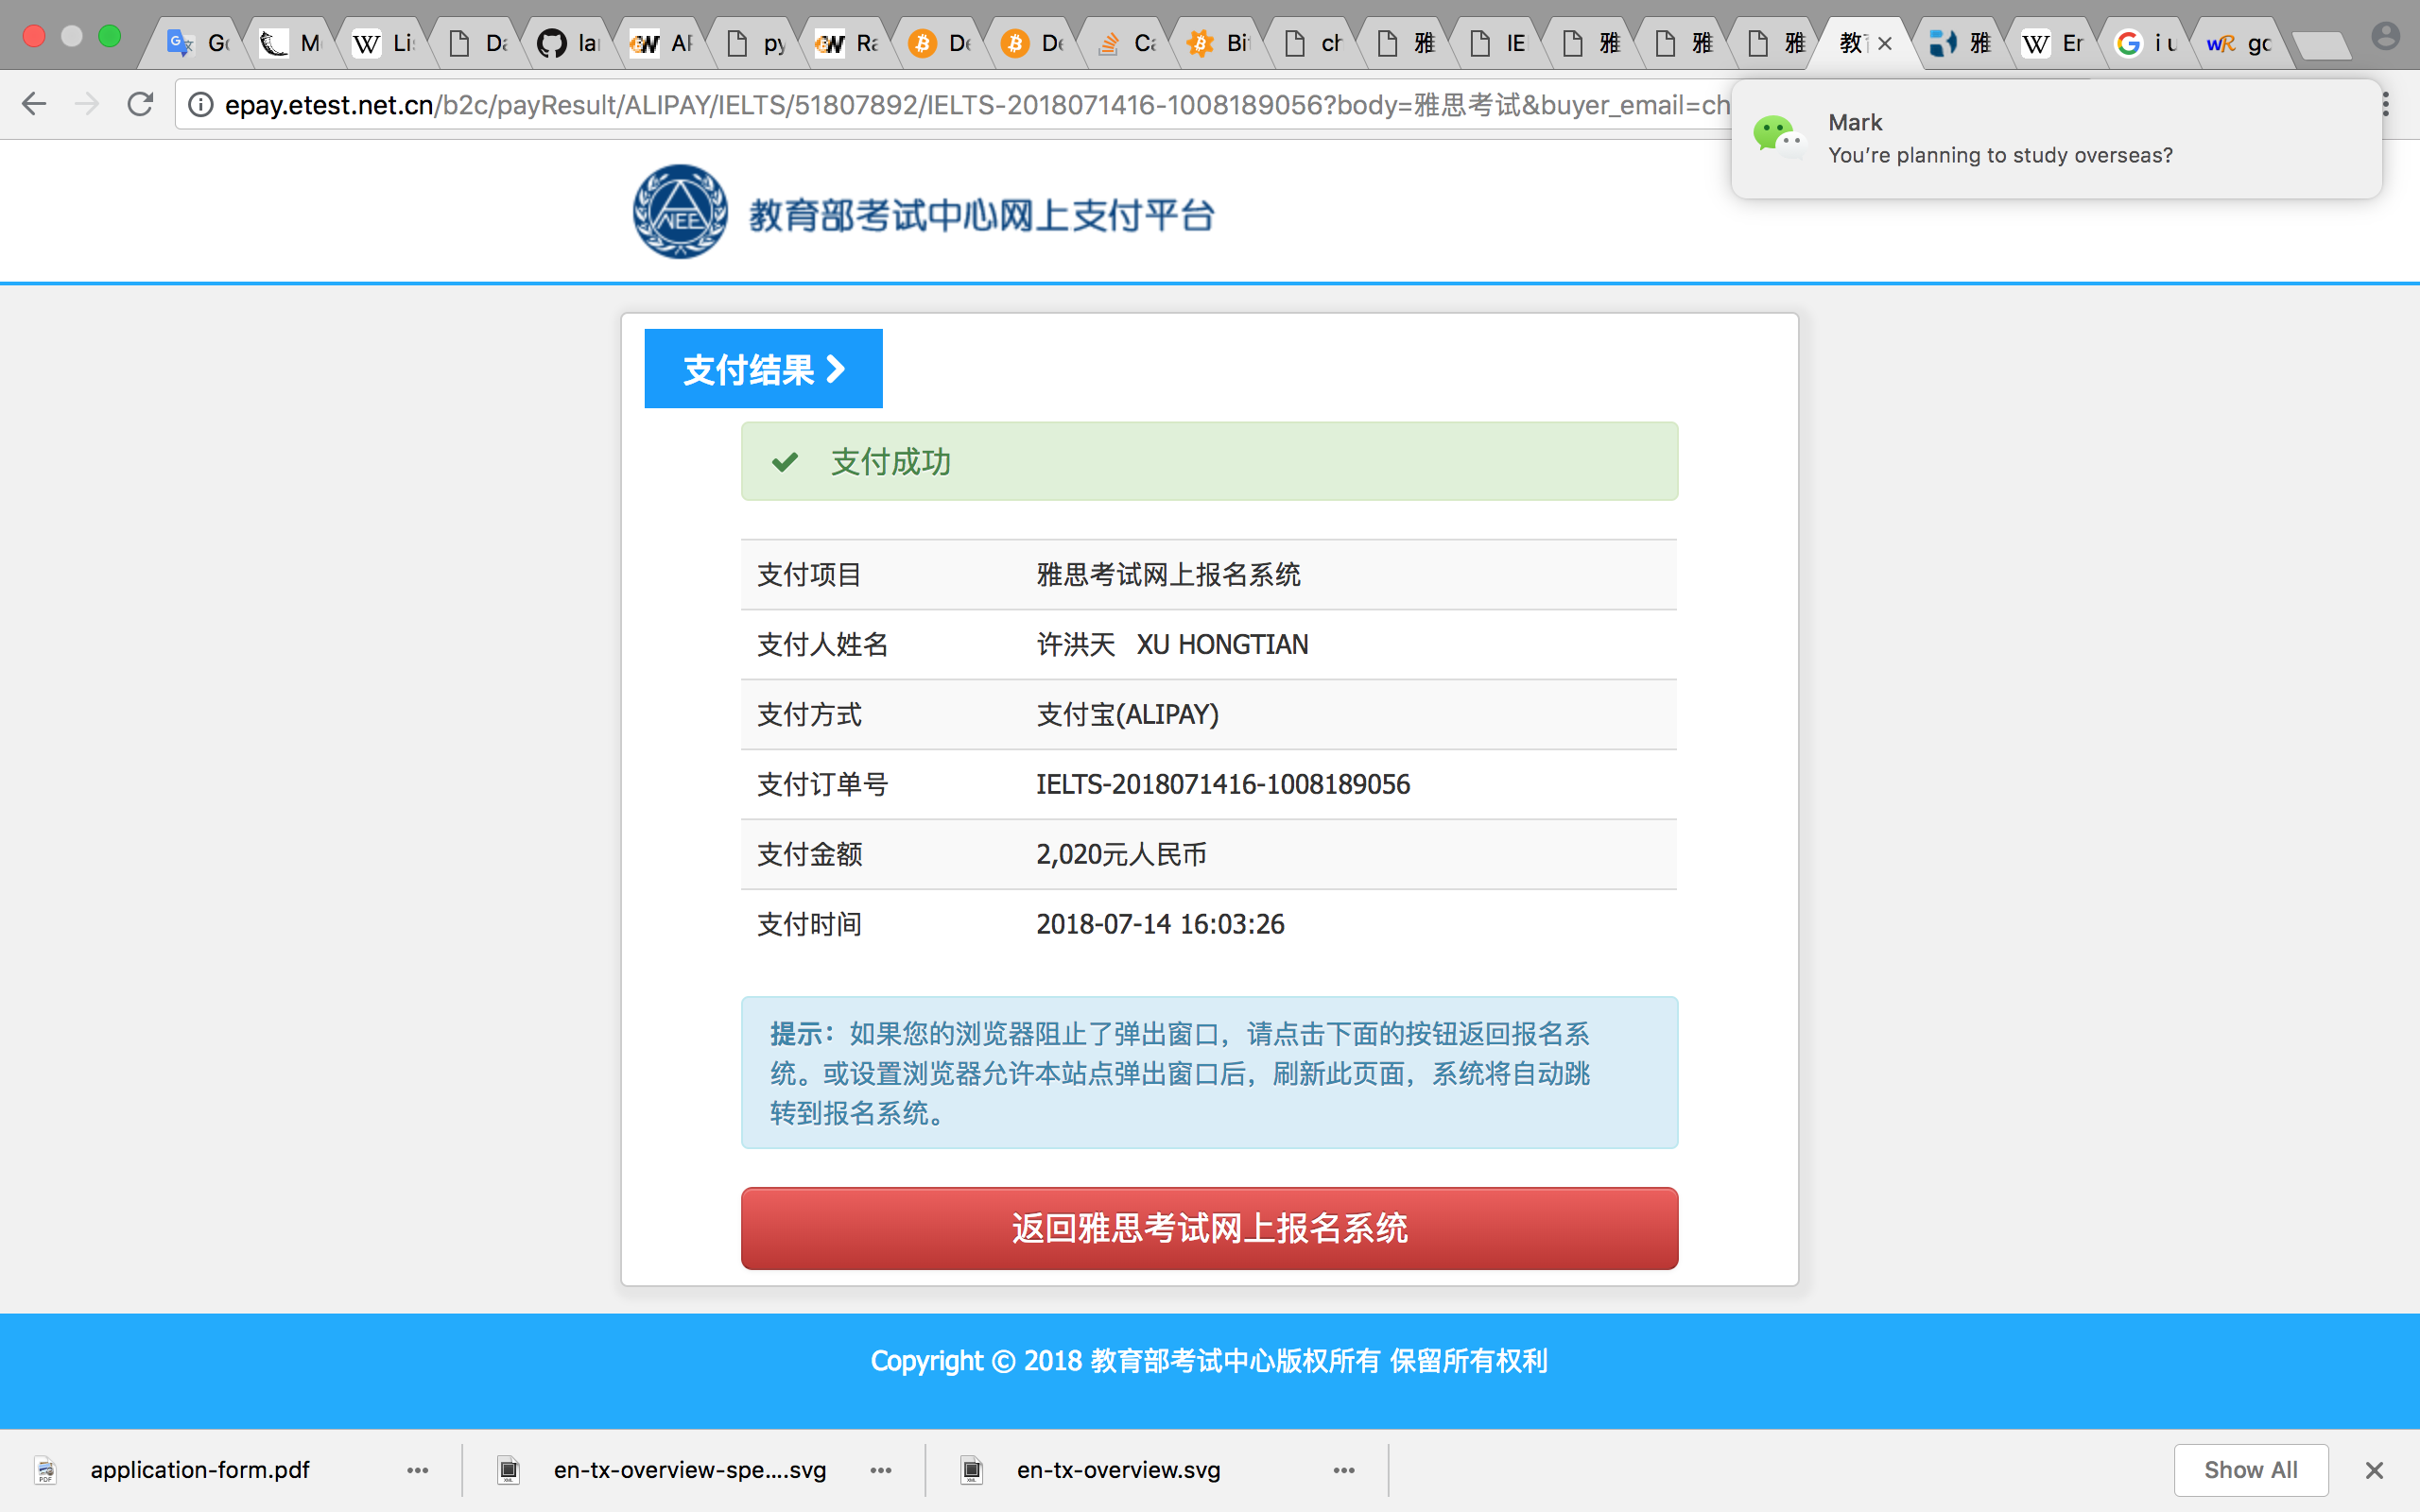 Go
M
Li
Da
lar
AP
py
Ra
De
De
Ca
Bi
ch
雅
IE
雅
雅
雅
教
雅
Er
i u
go
epay.etest.net.cn/b2c/payResult/ALIPAY/IELTS/51807892/IELTS-2018071416-1008189056?body=雅思考试&buyer_email=ch
Mark
You’re planning to study overseas?
教育部考试中心网上支付平台
支付结果
支付成功
支付项目 雅思考试网上报名系统
支付人姓名 许洪天 XU HONGTIAN
支付方式 支付宝(ALIPAY)
支付订单号 IELTS-2018071416-1008189056
支付金额 2,020元人民币
支付时间 2018-07-14 16:03:26
提示：如果您的浏览器阻止了弹出窗口，请点击下面的按钮返回报名系
统。或设置浏览器允许本站点弹出窗口后，刷新此页面，系统将自动跳
转到报名系统。
返回雅思考试网上报名系统
Copyright © 2018 教育部考试中心版权所有 保留所有权利
application-form.pdf
en-tx-overview-spe....svg
en-tx-overview.svg
Show All